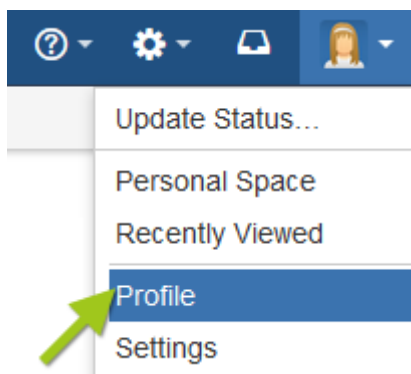 Update Status...
Personal Space
Recently Viewed
Profile
Settings